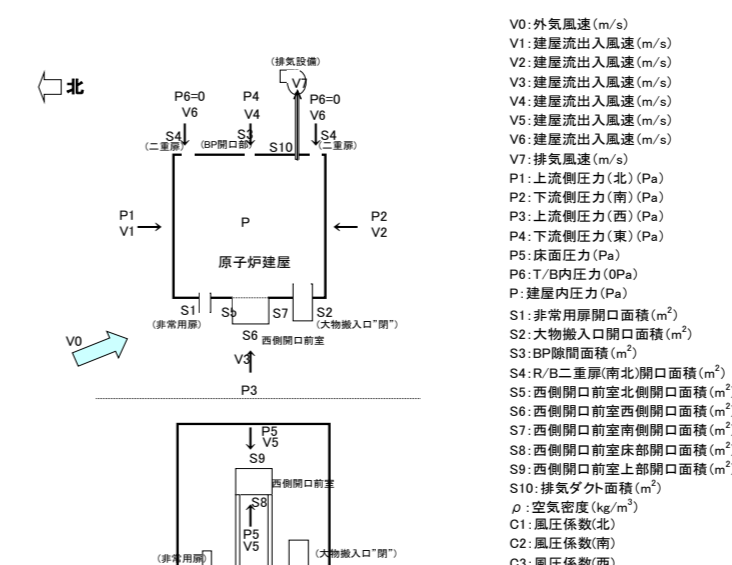 (排気設備)
V7
北
P6=0
V6
P4
V4
P6=0
V6
S4
(二重扉)
(BP開口部)
S3
S10
S4
(二重扉)
P1
V1
P
P2
V2
原子炉建屋
S1
(非常用扉)
S5
S7
S2
(大物搬入口"閉")
S6
西側開口前室
V0
V3
P3
P5
V5
S9
西側開口前室
S8
P5
V5
(非常用扉)
(大物搬入口"閉")
V0:外気風速(m/s)
V1:建屋流出入風速(m/s)
V2:建屋流出入風速(m/s)
V3:建屋流出入風速(m/s)
V4:建屋流出入風速(m/s)
V5:建屋流出入風速(m/s)
V6:建屋流出入風速(m/s)
V7:排気風速(m/s)
P1:上流側圧力(北)(Pa)
P2:下流側圧力(南)(Pa)
P3:上流側圧力(西)(Pa)
P4:下流側圧力(東)(Pa)
P5:床面圧力(Pa)
P6:T/B内圧力(0Pa)
P:建屋内圧力(Pa)
S1:非常用扉開口面積(m²)
S2:大物搬入口開口面積(m²)
S3:BP隙間面積(m²)
S4:R/B二重扉(南北)開口面積(m²)
S5:西側開口前室北側開口面積(m²
S6:西側開口前室西側開口面積(m²
S7:西側開口前室南側開口面積(m²
S8:西側開口前室床部開口面積(m²
S9:西側開口前室上部開口面積(m²
S10:排気ダクト面積(m²)
ρ:空気密度(kg/m³)
C1:風圧係数(北)
C2:風圧係数(南)
C3:風圧係数(西)